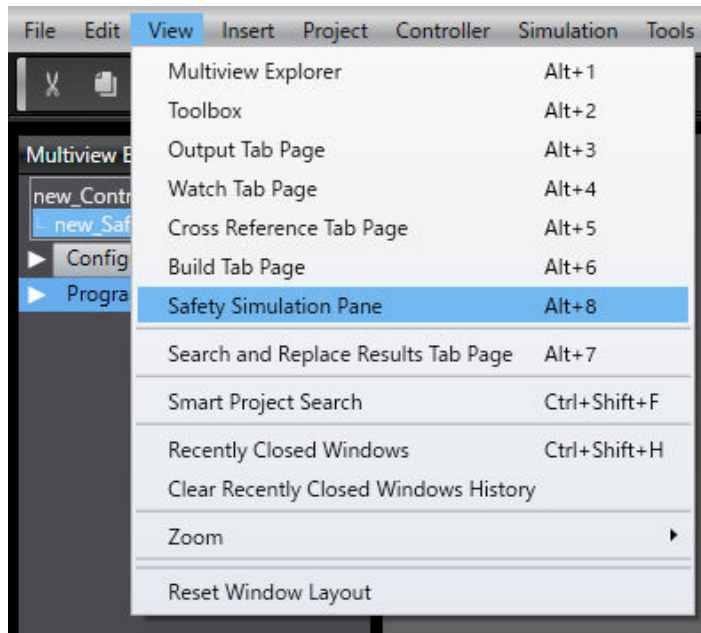 File Edit View Insert Project Controller Simulation Tools
Multiview Explorer Alt+1
Toolbox Alt+2
Multiview E
Output Tab Page Alt+3
new_Contr
Watch Tab Page Alt+4
new_Saf
Cross Reference Tab Page Alt+5
Config
Build Tab Page Alt+6
Progra
Safety Simulation Pane Alt+8
Search and Replace Results Tab Page Alt+7
Smart Project Search Ctrl+Shift+F
Recently Closed Windows Ctrl+Shift+H
Clear Recently Closed Windows History
Zoom
Reset Window Layout